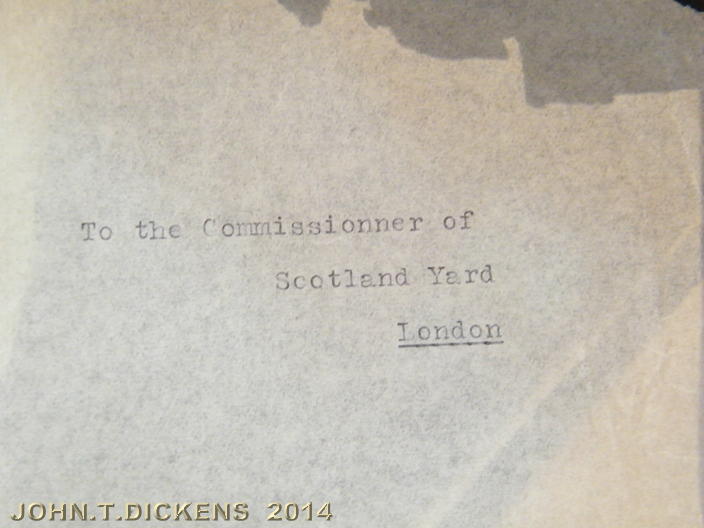 To the Commissionner of
Scotland Yard
London
JOHN.T.DICKENS 2014